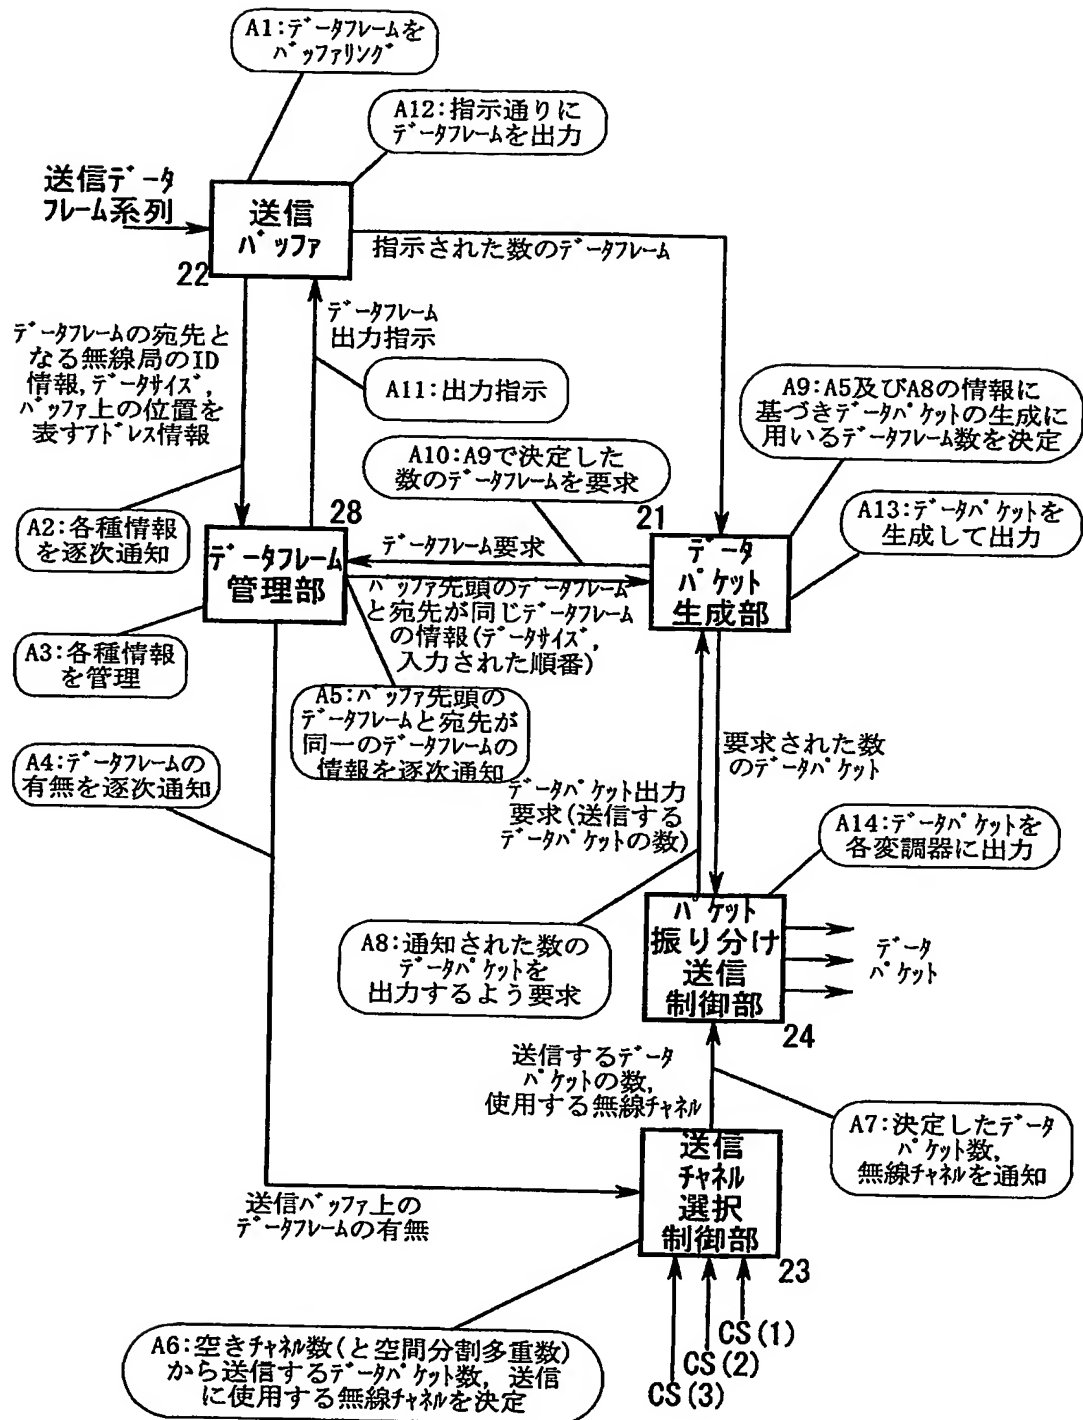 A1:データフレームを
バッファリング
A12:指示通りに
データフレームを出力
送信データ
フレーム系列
送信
バッファ
22
指示された数のデータフレーム
データフレームの宛先と
なる無線局のID
情報,データサイズ,
バッファ上の位置を
表すアドレス情報
データフレーム
出力指示
A11:出力指示
A9:A5及びA8の情報に
基づきデータパケットの生成に
用いるデータフレーム数を決定
A10:A9で決定した
数のデータフレームを要求
A2:各種情報
を逐次通知
28
データフレーム
管理部
データフレーム要求
21
データ
パケット
生成部
A13:データパケットを
生成して出力
バッファ先頭のデータフレーム
と宛先が同じデータフレーム
の情報(データサイズ,
入力された順番)
A3:各種情報
を管理
A5:バッファ先頭の
データフレームと宛先が
同一のデータフレームの
情報を逐次通知
A4:データフレームの
有無を逐次通知
要求された数
のデータパケット
データパケット出力
要求(送信する
データパケットの数)
A14:データパケットを
各変調器に出力
A8:通知された数の
データパケットを
出力するよう要求
パケット
振り分け
送信
制御部
24
データ
パケット
送信するデータ
パケットの数,
使用する無線チャネル
A7:決定したデータ
パケット数,
無線チャネルを通知
送信
チャネル
選択
制御部
23
送信バッファ上の
データフレームの有無
CS(1)
CS(2)
CS(3)
A6:空きチャネル数(と空間分割多重数)
から送信するデータパケット数, 送信
に使用する無線チャネルを決定